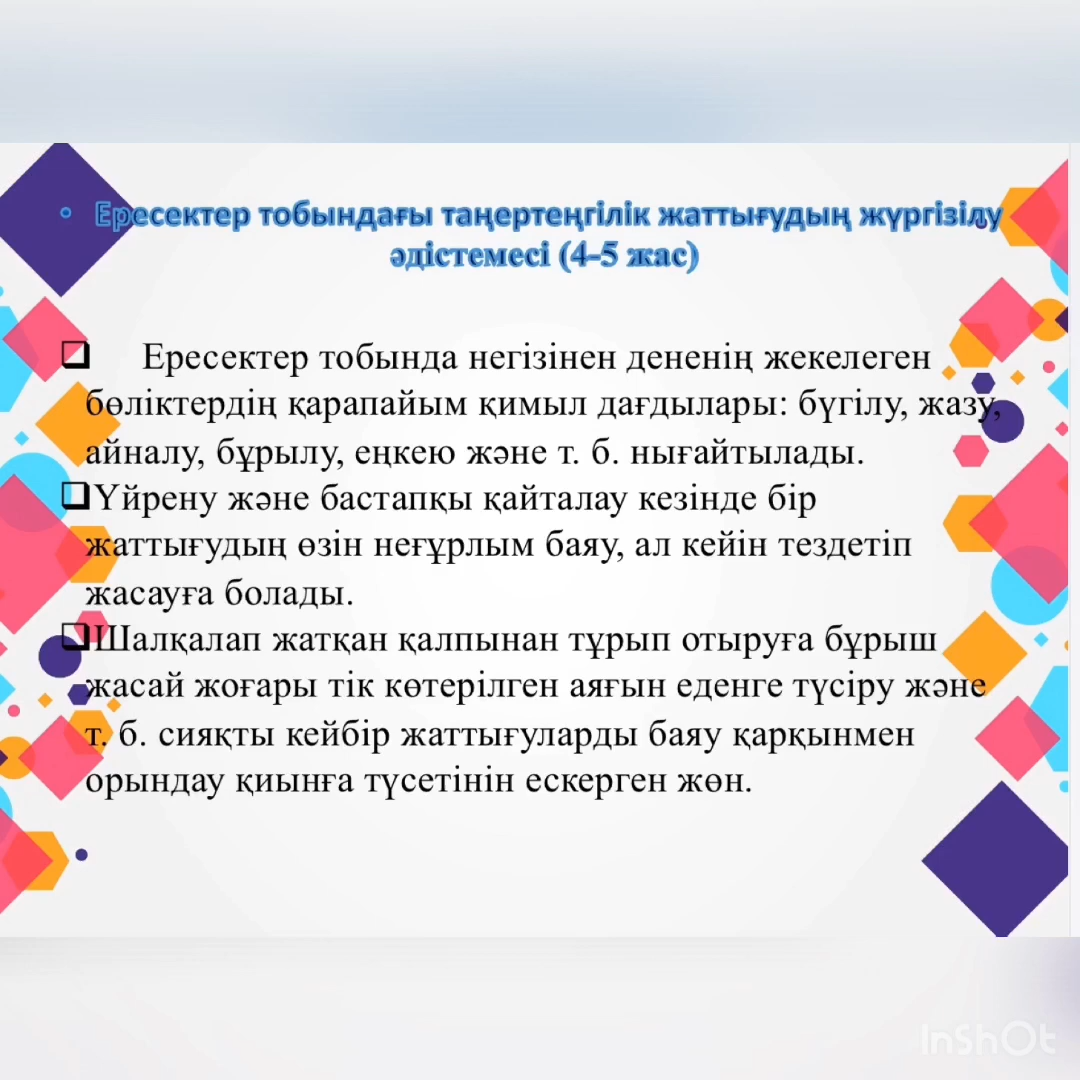 • Ересектер тобындағы таңертеңгілік жаттығудың жүргізілу
әдістемесі (4-5 жас)
❑ Ересектер тобында негізінен дененің жекелеген
бөліктердің қарапайым қимыл дағдылары: бүгілу, жазу,
айналу, бұрылу, еңкею және т. б. нығайтылады.
❑Үйрену және бастапқы қайталау кезінде бір
жаттығудың өзін неғұрлым баяу, ал кейін тездетіп
жасауға болады.
❑Шалқалап жатқан қалпынан тұрып отыруға бұрыш
жасай жоғары тік көтерілген аяғын еденге түсіру және
т. б. сияқты кейбір жаттығуларды баяу қарқынмен
орындау қиынға түсетінін ескерген жөн.
InShOt